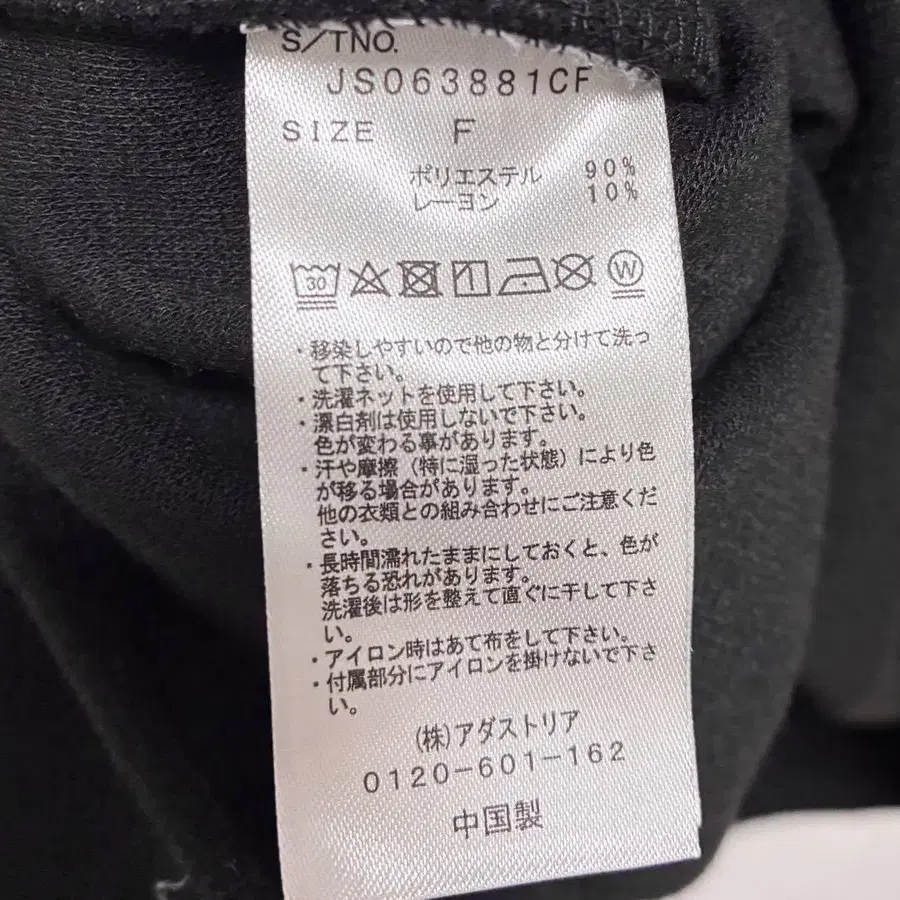 S/TNO.
JS063881CF
SIZE F
ポリエステル 90%
レーヨン 10%
30 W
・移染しやすいので他の物と分けて洗っ
て下さい。
・洗濯ネットを使用して下さい。
・漂白剤は使用しないで下さい。
色が変わる事があります。
・汗や摩擦（特に湿った状態）により色
が移る場合があります。
他の衣類との組み合わせにご注意くだ
さい。
・長時間濡れたままにしておくと、色が
落ちる恐れがあります。
洗濯後は形を整えて直ぐに干して下さ
い。
・アイロン時はあて布をして下さい。
・付属部分にアイロンを掛けないで下さ
い。
(株)アダストリア
0120-601-162
中国製